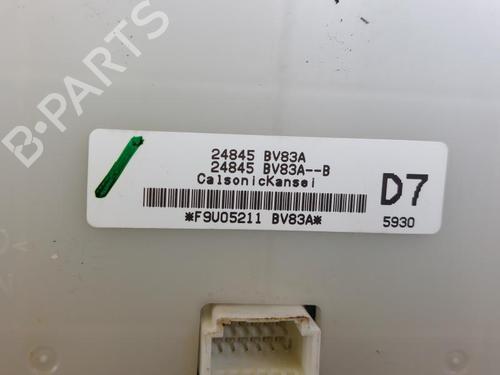 B-PARTS
24845 BV83A
24845 BV83A--B
CalsonicKansei
D7
*F9U05211 BV83A*
5930